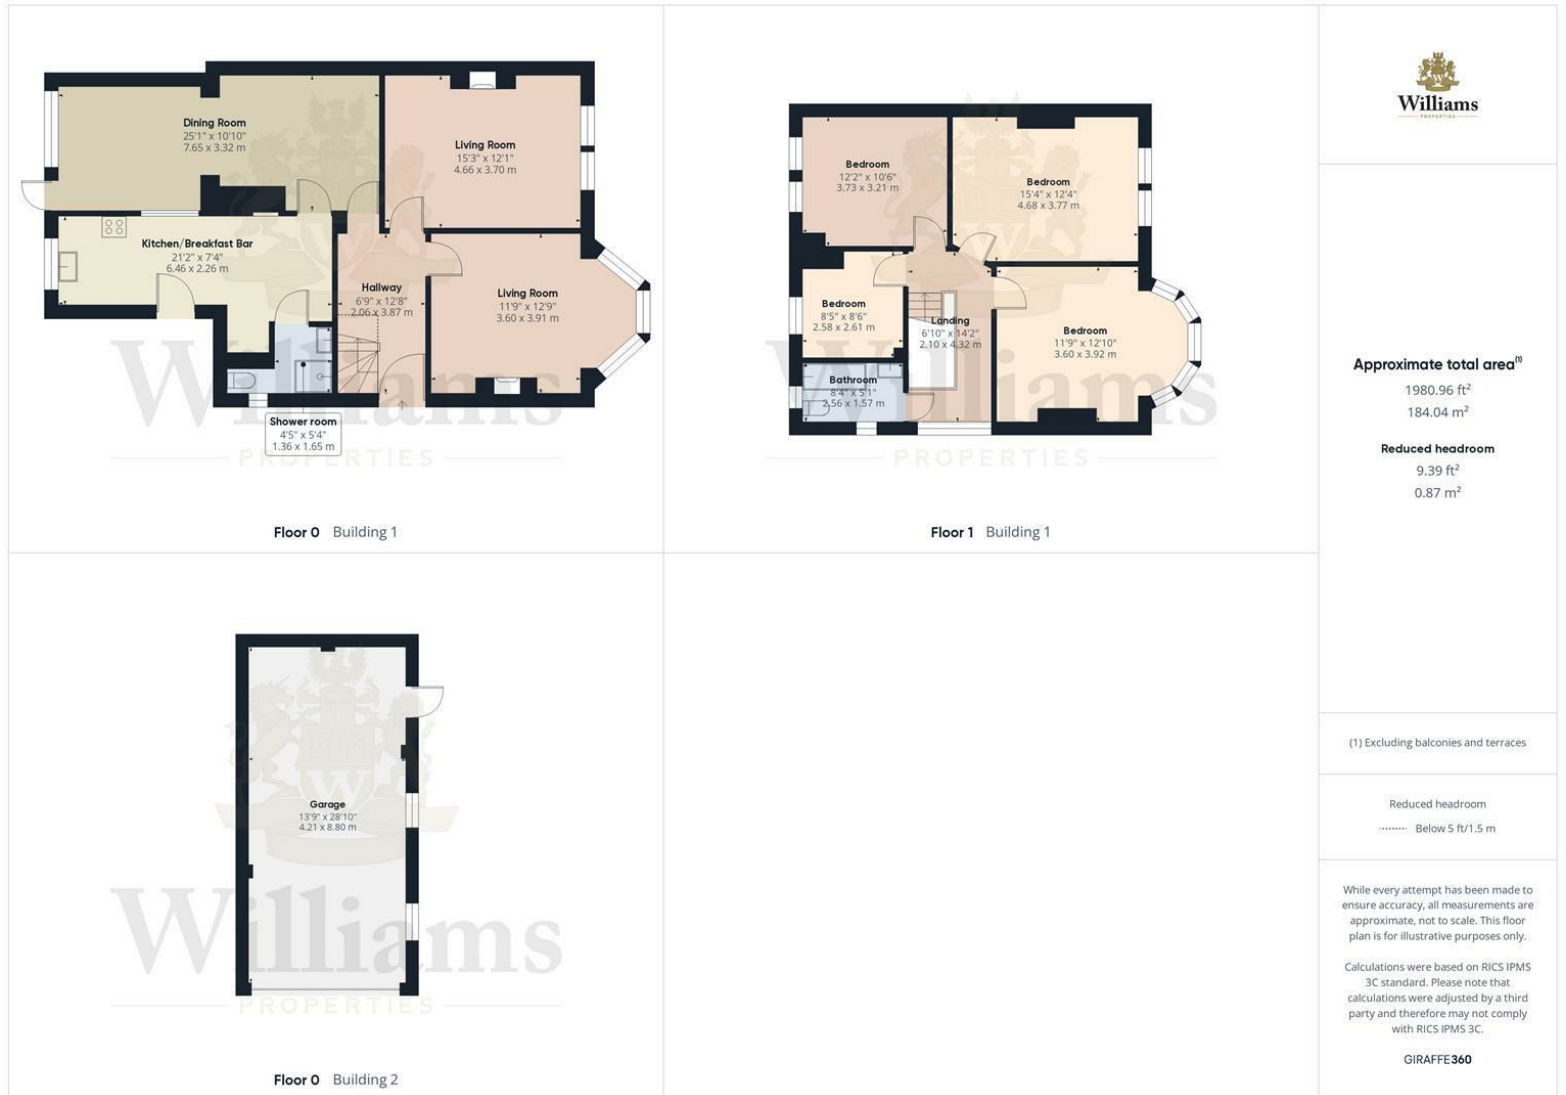 Dining Room
25'1" x 10'10"
7.65 x 3.32 m
Living Room
15'3" x 12'1"
4.66 x 3.70 m
Kitchen/Breakfast Bar
21'2" x 7'4"
6.46 x 2.26 m
Hallway
6'9" x 12'8"
2.06 x 3.87 m
Living Room
11'9" x 12'9"
3.60 x 3.91 m
Shower room
4'5" x 5'4"
1.36 x 1.65 m
Williams
PROPERTIES
Floor 0 Building 1
Bedroom
12'2" x 10'6"
3.73 x 3.21 m
Bedroom
15'4" x 12'4"
4.68 x 3.77 m
Bedroom
8'5" x 8'6"
2.58 x 2.61 m
Landing
6'10" x 14'2"
2.10 x 4.32 m
Bedroom
11'9" x 12'10"
3.60 x 3.92 m
Bathroom
8'4" x 5'1"
2.56 x 1.57 m
Williams
PROPERTIES
Floor 1 Building 1
Garage
13'9" x 28'10"
4.21 x 8.80 m
W
Williams
PROPERTIES
Floor 0 Building 2
Williams
PROPERTIES
Approximate total area(1)
1980.96 ft²
184.04 m²
Reduced headroom
9.39 ft²
0.87 m²
(1) Excluding balconies and terraces
Reduced headroom
Below 5 ft/1.5 m
While every attempt has been made to
ensure accuracy, all measurements are
approximate, not to scale. This floor
plan is for illustrative purposes only.
Calculations were based on RICS IPMS
3C standard. Please note that
calculations were adjusted by a third
party and therefore may not comply
with RICS IPMS 3C.
GIRAFFE360